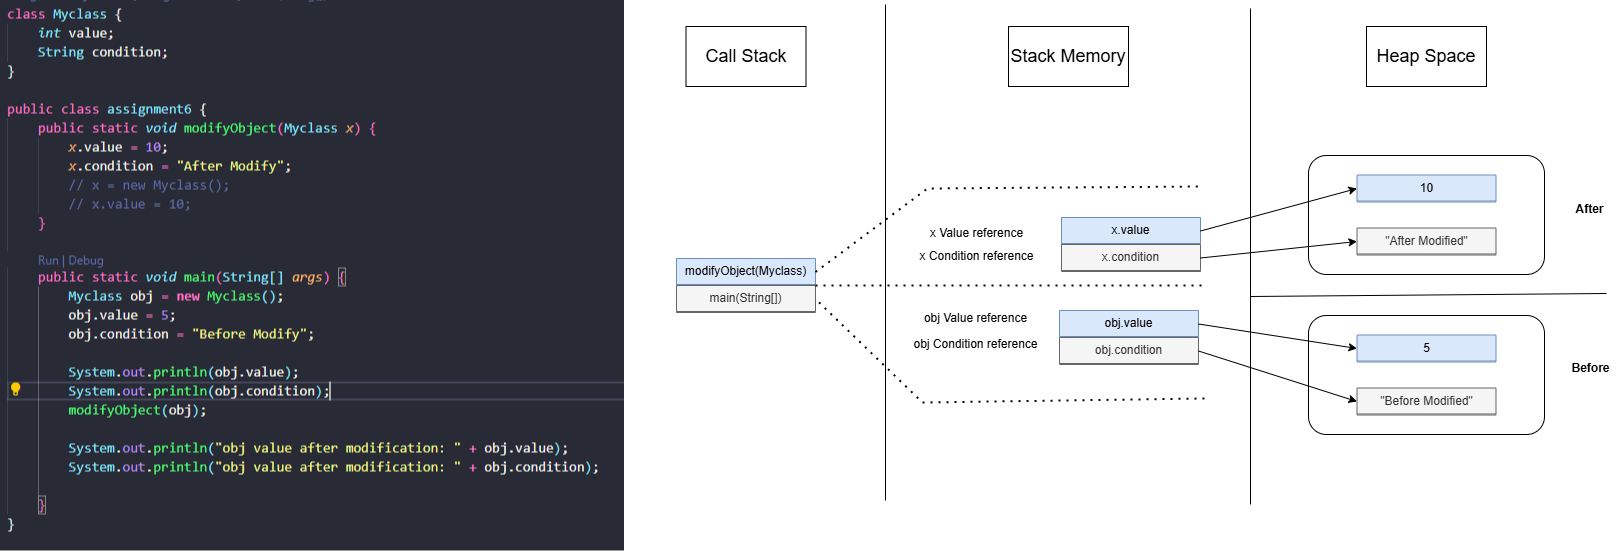 class Myclass {
int value;
String condition;
}
public class assignment6 {
public static void modifyObject(Myclass x) {
x.value = 10;
x.condition = "After Modify";
// x = new Myclass();
// x.value = 10;
}
Run | Debug
public static void main(String[] args) {
Myclass obj = new Myclass();
obj.value = 5;
obj.condition = "Before Modify";
System.out.println(obj.value);
System.out.println(obj.condition);
modifyObject(obj);
System.out.println("obj value after modification: " + obj.value);
System.out.println("obj value after modification: " + obj.condition);
}
}
Call Stack
modifyObject(Myclass)
main(String[])
Stack Memory
x Value reference
x.value
x Condition reference
x.condition
obj Value reference
obj.value
obj Condition reference
obj.condition
Heap Space
10
"After Modified"
After
5
"Before Modified"
Before